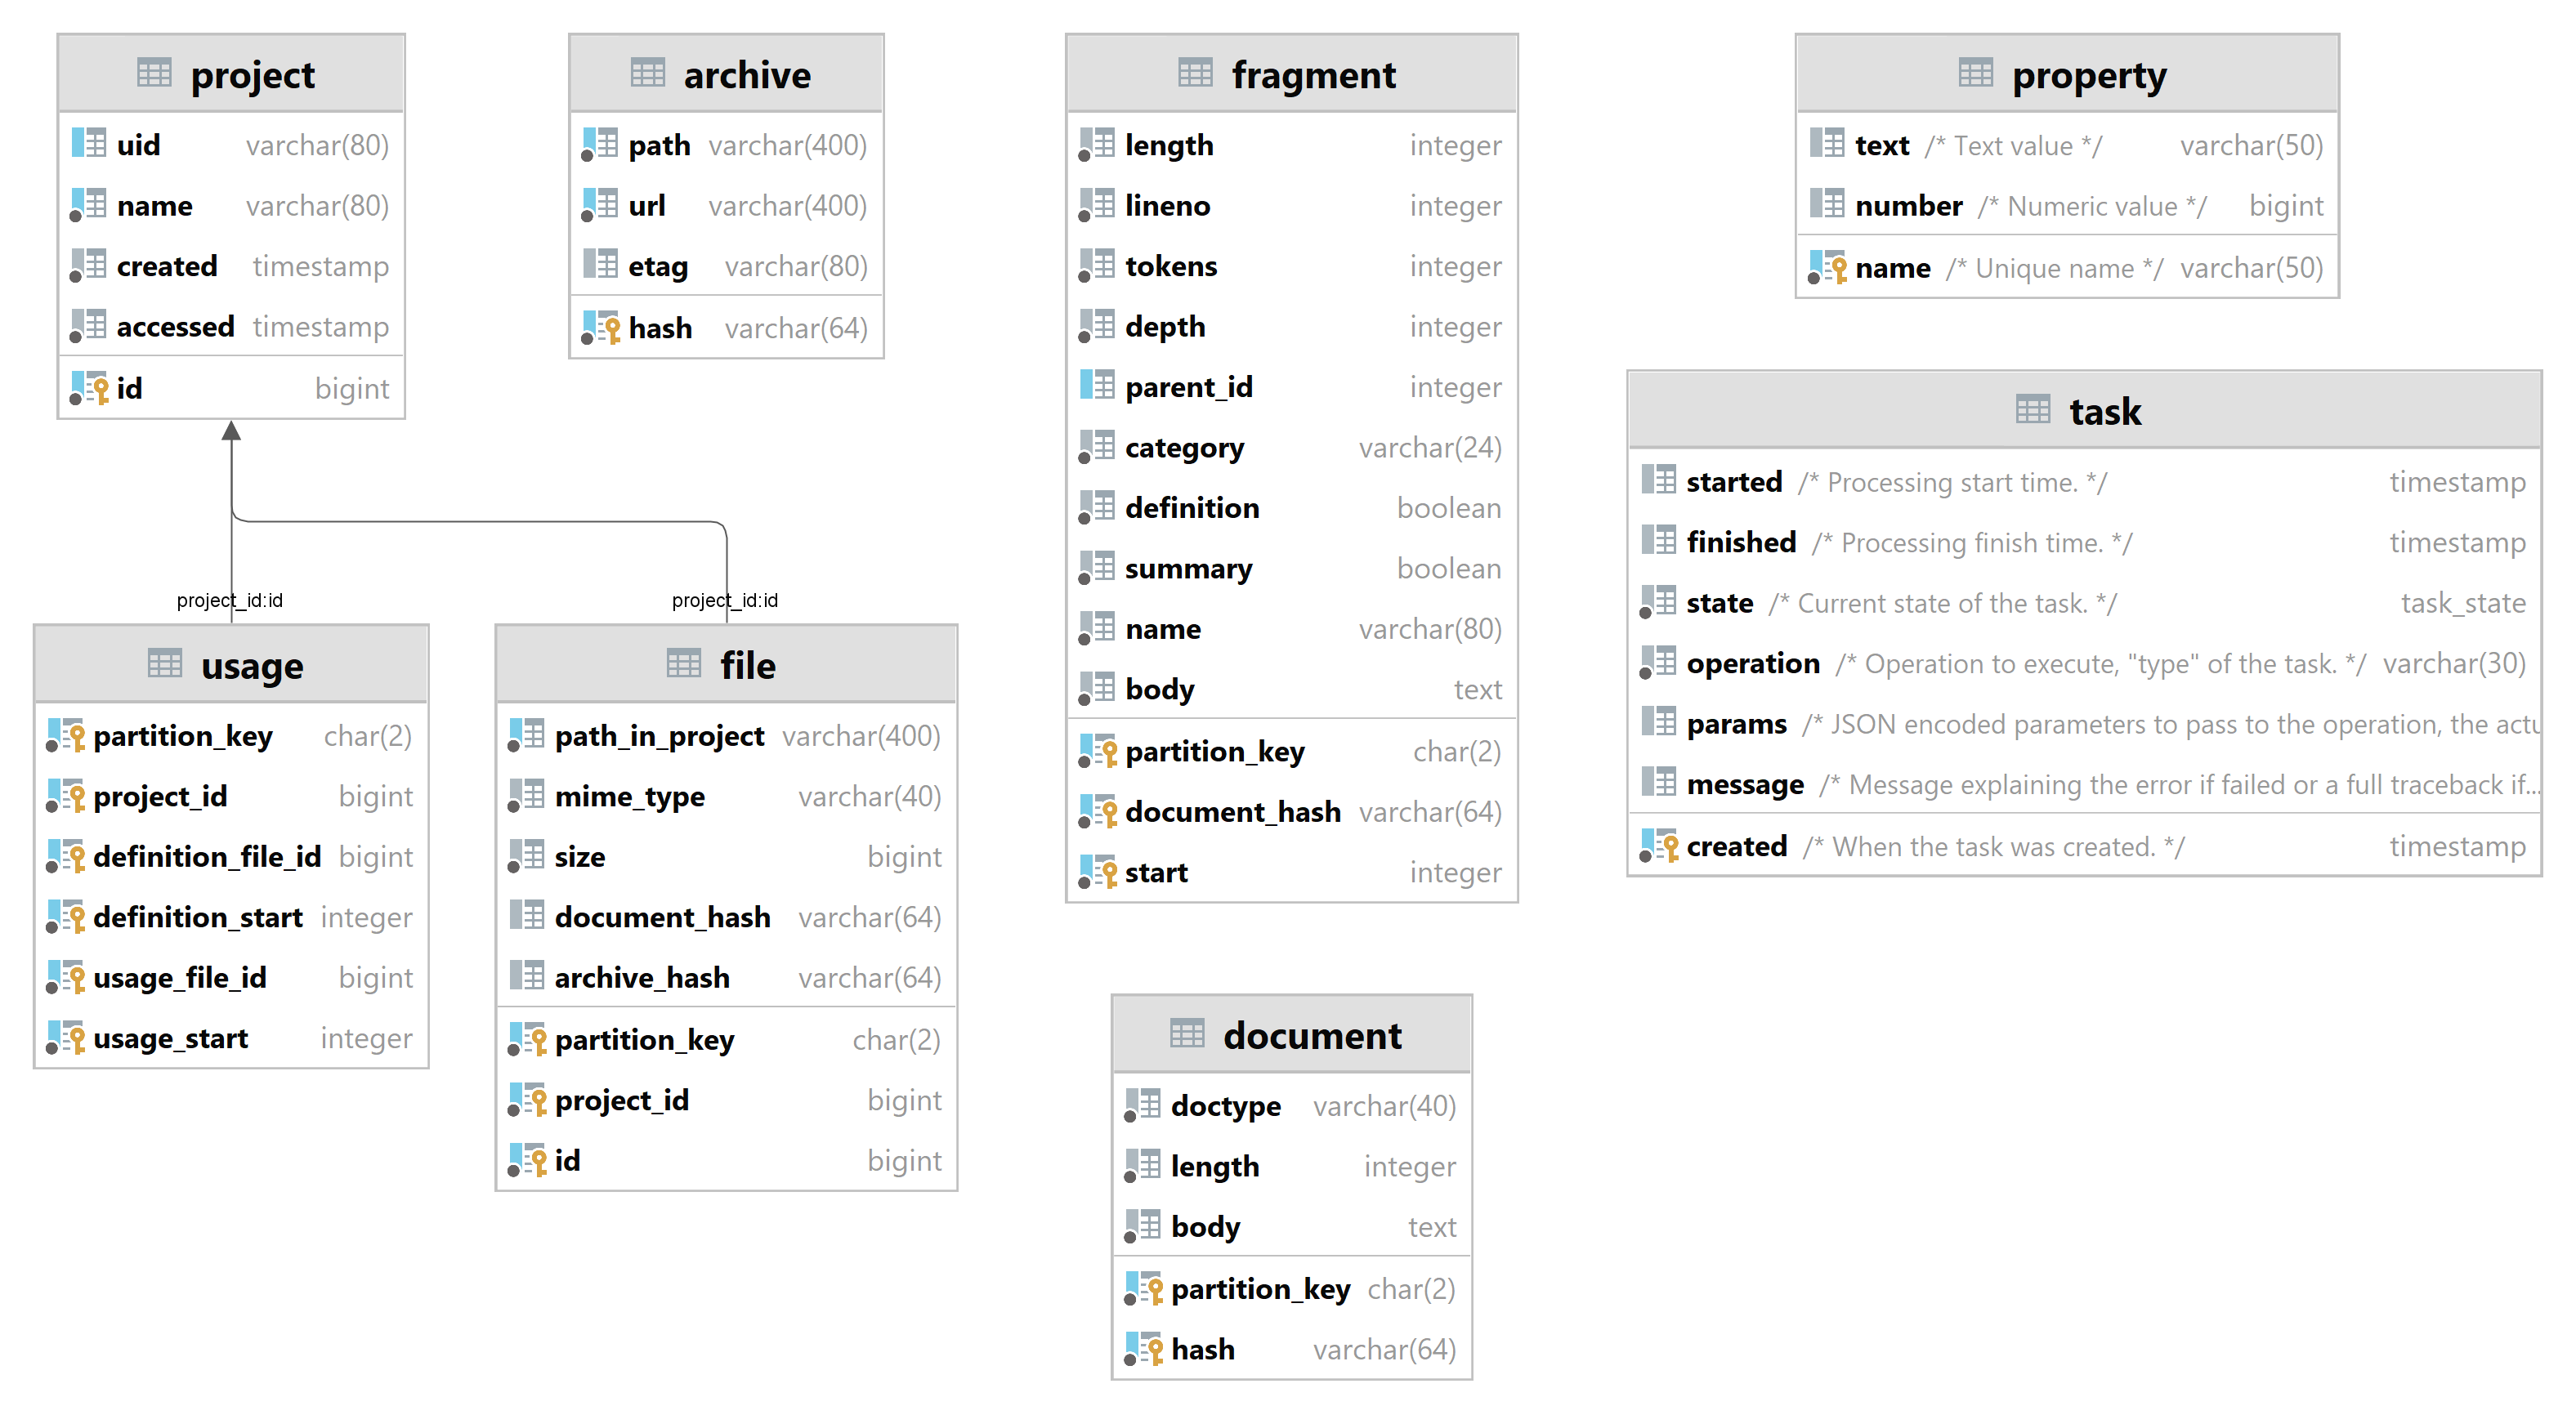 project
uid varchar(80)
name varchar(80)
created timestamp
accessed timestamp
id bigint
archive
path varchar(400)
url varchar(400)
etag varchar(80)
hash varchar(64)
fragment
length integer
lineno integer
tokens integer
depth integer
parent_id integer
category varchar(24)
definition boolean
summary boolean
name varchar(80)
body text
partition_key char(2)
document_hash varchar(64)
start integer
property
text /* Text value */ varchar(50)
number /* Numeric value */ bigint
name /* Unique name */ varchar(50)
task
started /* Processing start time. */ timestamp
finished /* Processing finish time. */ timestamp
state /* Current state of the task. */ task_state
operation /* Operation to execute, "type" of the task. */ varchar(30)
params /* JSON encoded parameters to pass to the operation, the actu
message /* Message explaining the error if failed or a full traceback if...
created /* When the task was created. */ timestamp
project_id:id
project_id:id
usage
partition_key char(2)
project_id bigint
definition_file_id bigint
definition_start integer
usage_file_id bigint
usage_start integer
file
path_in_project varchar(400)
mime_type varchar(40)
size bigint
document_hash varchar(64)
archive_hash varchar(64)
partition_key char(2)
project_id bigint
id bigint
document
doctype varchar(40)
length integer
body text
partition_key char(2)
hash varchar(64)